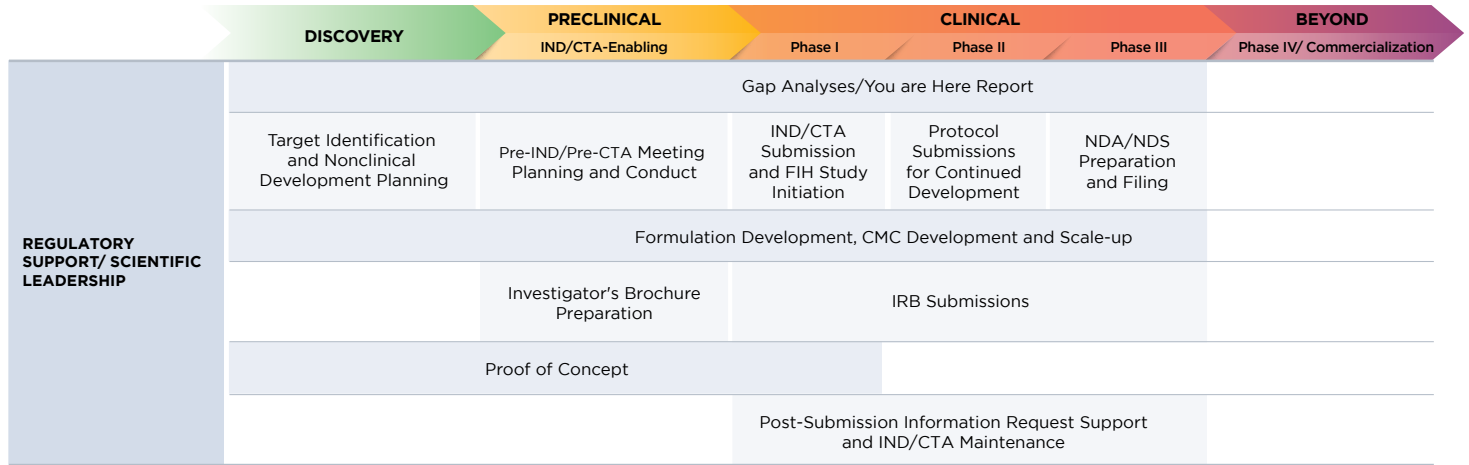 DISCOVERY
PRECLINICAL
IND/CTA-Enabling
CLINICAL
Phase I
Phase II
Phase III
BEYOND
Phase IV/ Commercialization
REGULATORY
SUPPORT/ SCIENTIFIC
LEADERSHIP
Gap Analyses/You are Here Report
Target Identification
and Nonclinical
Development Planning
Pre-IND/Pre-CTA Meeting
Planning and Conduct
IND/CTA
Submission
and FIH Study
Initiation
Protocol
Submissions
for Continued
Development
NDA/NDS
Preparation
and Filing
Formulation Development, CMC Development and Scale-up
Investigator's Brochure
Preparation
IRB Submissions
Proof of Concept
Post-Submission Information Request Support
and IND/CTA Maintenance